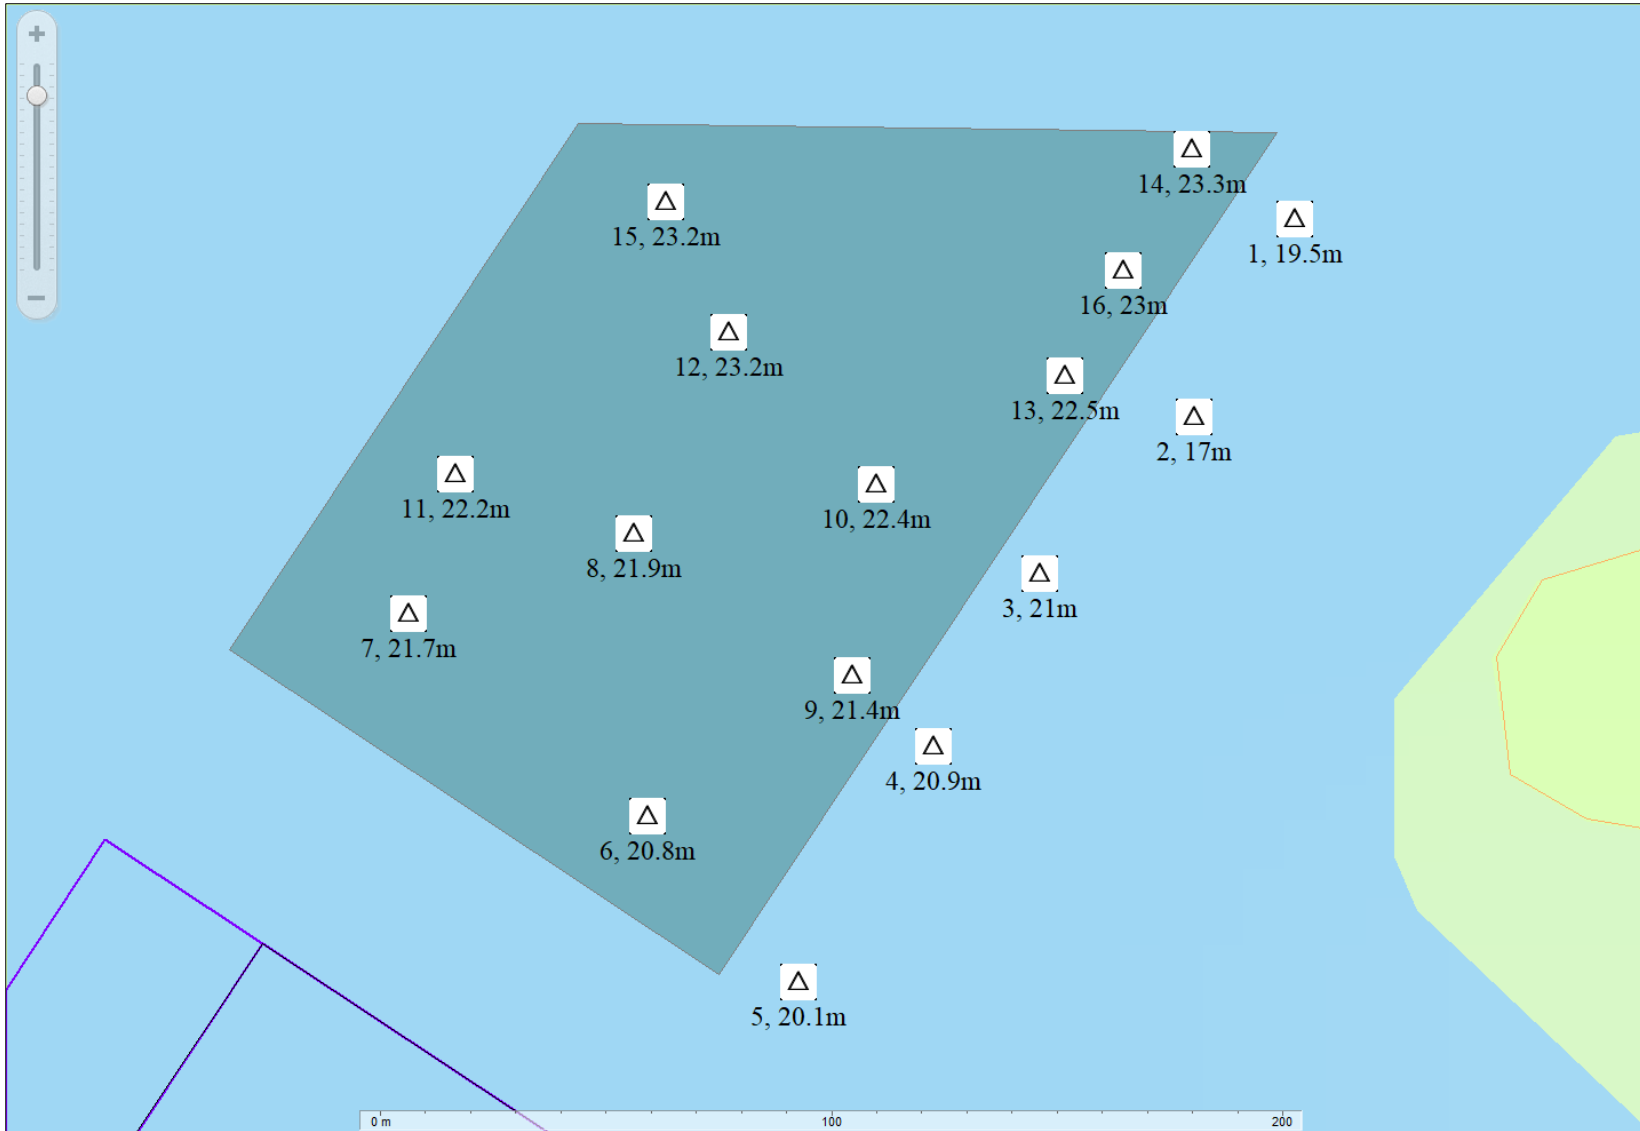 +
14, 23.3m
15, 23.2m
1, 19.5m
16, 23m
−
12, 23.2m
13, 22.5m
2, 17m
11, 22.2m
10, 22.4m
8, 21.9m
3, 21m
7, 21.7m
9, 21.4m
4, 20.9m
6, 20.8m
5, 20.1m
0 m 100 200